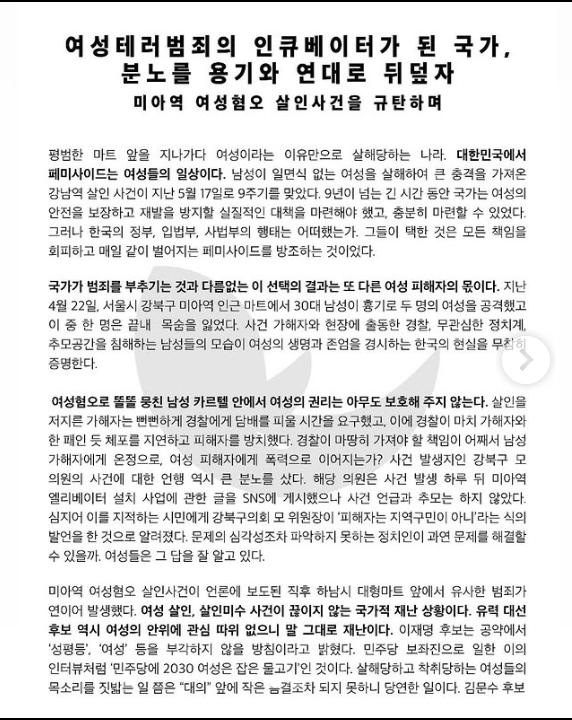 여성테러범죄의 인큐베이터가 된 국가,
분노를 용기와 연대로 뒤덮자
미아역 여성혐오 살인사건을 규탄하며
평범한 마트 앞을 지나가다 여성이라는 이유만으로 살해당하는 나라. 대한민국에서
페미사이드는 여성들의 일상이다. 남성이 일면식 없는 여성을 살해하여 큰 충격을 가져온
강남역 살인 사건이 지난 5월 17일로 9주기를 맞았다. 9년이 넘는 긴 시간 동안 국가는 여성의
안전을 보장하고 재발을 방지할 실질적인 대책을 마련해야 했고, 충분히 마련할 수 있었다.
그러나 한국의 정부, 입법부, 사법부의 행태는 어떠했는가. 그들이 택한 것은 모든 책임을
회피하고 매일 같이 벌어지는 페미사이드를 방조하는 것이었다.
국가가 범죄를 부추기는 것과 다름없는 이 선택의 결과는 또 다른 여성 피해자의 몫이다. 지난
4월 22일, 서울시 강북구 미아역 인근 마트에서 30대 남성이 흉기로 두 명의 여성을 공격했고
이 중 한 명은 끝내 목숨을 잃었다. 사건 가해자와 현장에 출동한 경찰, 무관심한 정치계,
추모공간을 침해하는 남성들의 모습이 여성의 생명과 존엄을 경시하는 한국의 현실을 무참히
증명한다.
여성혐오로 똘똘 뭉친 남성 카르텔 안에서 여성의 권리는 아무도 보호해 주지 않는다. 살인을
저지른 가해자는 뻔뻔하게 경찰에게 담배를 피울 시간을 요구했고, 이에 경찰이 마치 가해자와
한 패인 듯 체포를 지연하고 피해자를 방치했다. 경찰이 마땅히 가져야 할 책임이 어째서 남성
가해자에게 온정으로, 여성 피해자에게 폭력으로 이어지는가? 사건 발생지인 강북구 모
의원의 사건에 대한 언행 역시 큰 분노를 샀다. 해당 의원은 사건 발생 하루 뒤 미아역
엘리베이터 설치 사업에 관한 글을 SNS에 게시했으나 사건 언급과 추모는 하지 않았다.
심지어 이를 지적하는 시민에게 강북구의회 모 위원장이 '피해자는 지역구민이 아니'라는 식의
발언을 한 것으로 알려졌다. 문제의 심각성조차 파악하지 못하는 정치인이 과연 문제를 해결할
수 있을까. 여성들은 그 답을 잘 알고 있다.
미아역 여성혐오 살인사건이 언론에 보도된 직후 하남시 대형마트 앞에서 유사한 범죄가
연이어 발생했다. 여성 살인, 살인미수 사건이 끊이지 않는 국가적 재난 상황이다. 유력 대선
후보 역시 여성의 안위에 관심 따위 없으니 말 그대로 재난이다. 이재명 후보는 공약에서
'성평등', '여성' 등을 부각하지 않을 방침이라고 밝혔다. 민주당 보좌진으로 일한 이의
인터뷰처럼 '민주당에 2030 여성은 잡은 물고기'인 것이다. 살해당하고 착취당하는 여성들의
목소리를 짓밟는 일 쯤은 "대의" 앞에 작은 흠결조차 되지 못하니 당연한 일이다. 김문수 후보